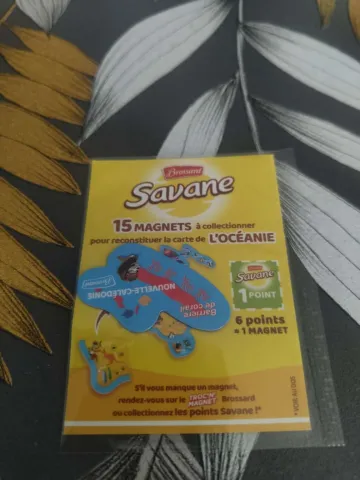 Brossard
Savane
15 MAGNETS à collectionner
pour reconstituer la carte de L'OCÉANIE
NOUVELLE-CALÉDONIE
Barrière
de corail
Savane
1 POINT
6 points
= 1 MAGNET
S'il vous manque un magnet,
rendez-vous sur le TROC'N' MAGNET Brossard
ou collectionnez les points Savane !*